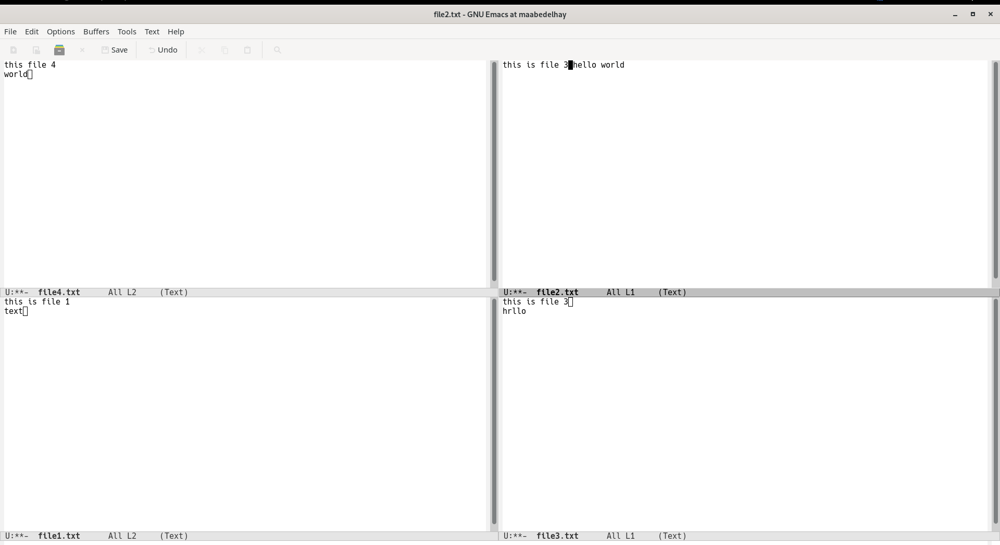 file2.txt - GNU Emacs at maabedelhay
File Edit Options Buffers Tools Text Help
Save Undo
this file 4
world
U:**- file4.txt All L2 (Text)
this is file 3 hello world
U:**- file2.txt All L1 (Text)
this is file 1
text
U:**- file1.txt All L2 (Text)
this is file 3
hrllo
U:**- file3.txt All L1 (Text)